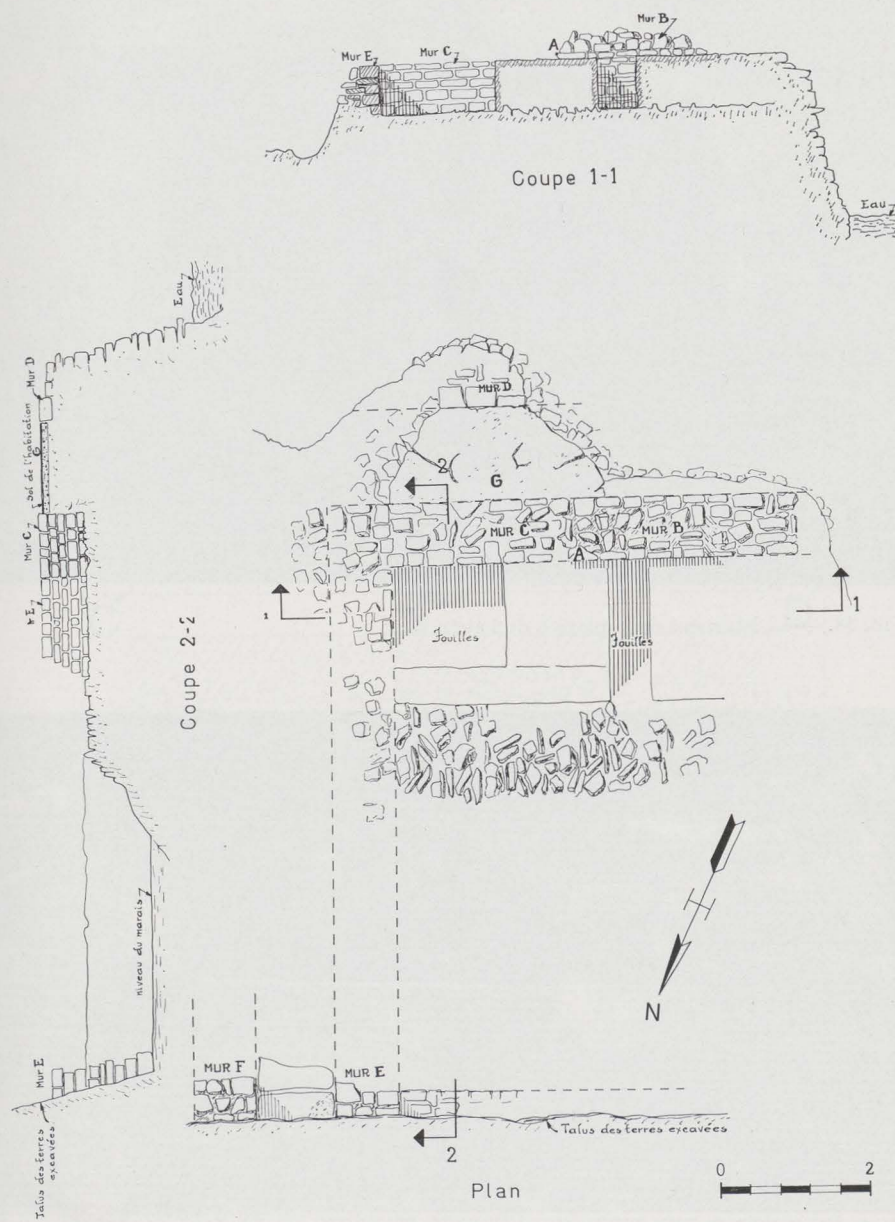 Mur B
A
Mur E
Mur C
Coupe 1-1
Eau
Eau
Mur D
Sol de l'habitation
G
Mur C
E
Coupe 2-2
niveau du marais
Mur E
Talus des terres
excavées
MUR D
2
G
MUR C
MUR B
A
1
1
Fouilles
Fouilles
N
MUR F
MUR E
Talus des terres excavées
2
Plan
0
2